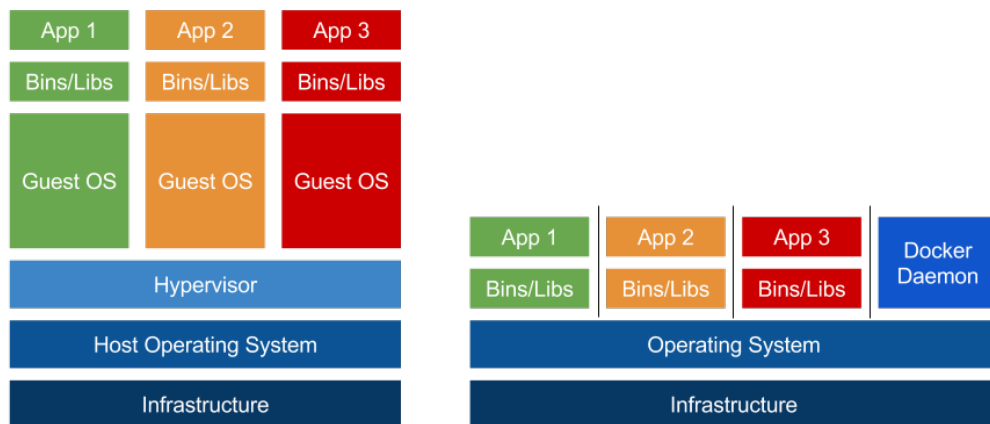 App 1
App 2
App 3
Bins/Libs
Bins/Libs
Bins/Libs
Guest OS
Guest OS
Guest OS
Hypervisor
Host Operating System
Infrastructure
App 1
App 2
App 3
Docker
Daemon
Bins/Libs
Bins/Libs
Bins/Libs
Operating System
Infrastructure